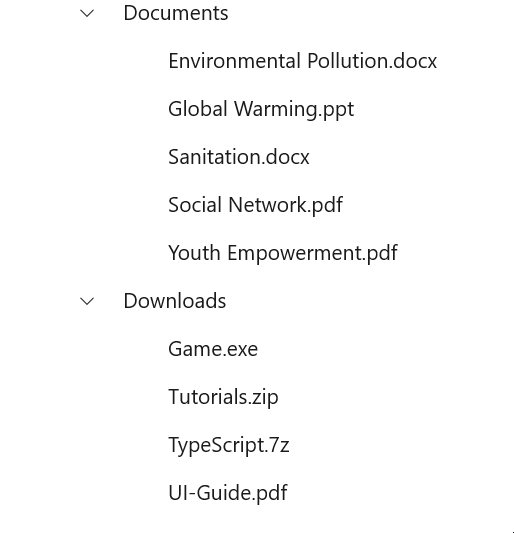 Documents
Environmental Pollution.docx
Global Warming.ppt
Sanitation.docx
Social Network.pdf
Youth Empowerment.pdf
Downloads
Game.exe
Tutorials.zip
TypeScript.7z
UI-Guide.pdf